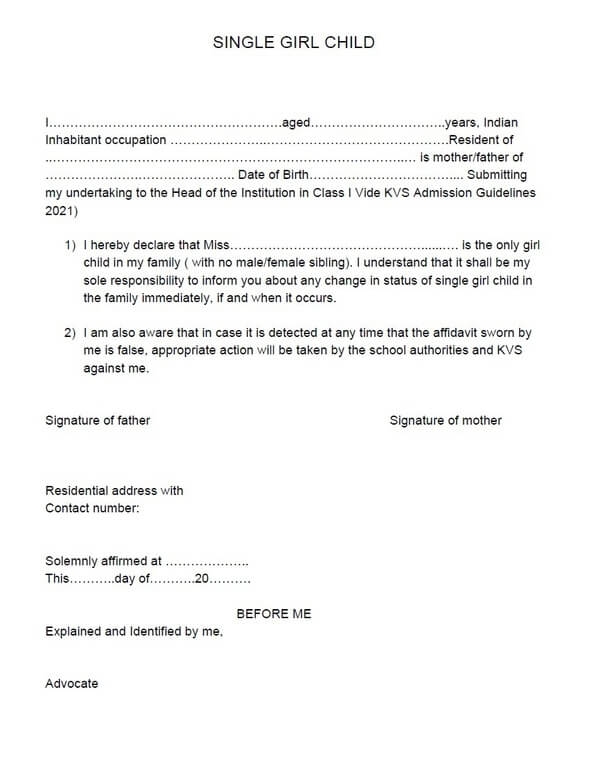 SINGLE GIRL CHILD
I……………………………………………….aged…………………………..years, Indian
Inhabitant occupation …………………..…………………………………….Resident of
..………………………………………………………………………..… is mother/father of
…………………………………….. Date of Birth…………………………….... Submitting
my undertaking to the Head of the Institution in Class I Vide KVS Admission Guidelines
2021)
1) I hereby declare that Miss………………………………………......…. is the only girl
child in my family ( with no male/female sibling). I understand that it shall be my
sole responsibility to inform you about any change in status of single girl child in
the family immediately, if and when it occurs.
2) I am also aware that in case it is detected at any time that the affidavit sworn by
me is false, appropriate action will be taken by the school authorities and KVS
against me.
Signature of father Signature of mother
Residential address with
Contact number:
Solemnly affirmed at ………………..
This………..day of………..20……….
BEFORE ME
Explained and Identified by me,
Advocate